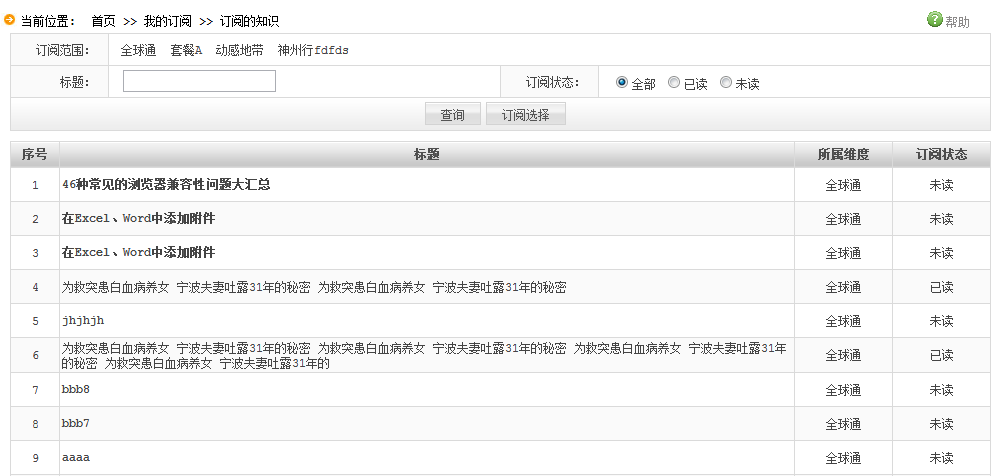 当前位置： 首页 >> 我的订阅 >> 订阅的知识 帮助
订阅范围： 全球通 套餐A 动感地带 神州行fdfds
标题： 订阅状态： 全部 已读 未读
查询 订阅选择
序号 标题 所属维度 订阅状态
1 46种常见的浏览器兼容性问题大汇总 全球通 未读
2 在Excel、Word中添加附件 全球通 未读
3 在Excel、Word中添加附件 全球通 未读
4 为救突患白血病养女 宁波夫妻吐露31年的秘密 为救突患白血病养女 宁波夫妻吐露31年的秘密 全球通 已读
5 jhjhjh 全球通 未读
6 为救突患白血病养女 宁波夫妻吐露31年的秘密 为救突患白血病养女 宁波夫妻吐露31年的秘密 为救突患白血病养女 宁波夫妻吐露31年 全球通 已读
的秘密 为救突患白血病养女 宁波夫妻吐露31年的
7 bbb8 全球通 未读
8 bbb7 全球通 未读
9 aaaa 全球通 未读